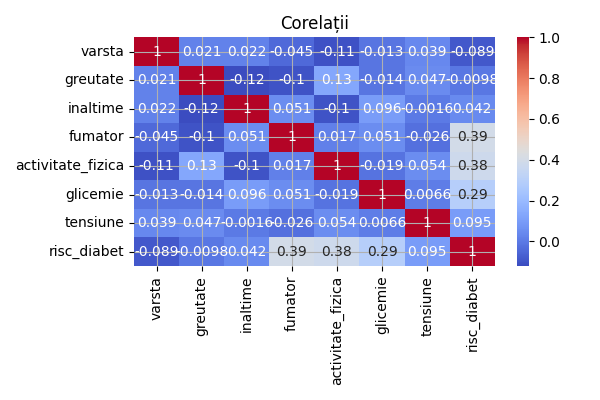 Corelații
varsta 1 0.021 0.022 -0.045 -0.11 -0.013 0.039 -0.089
greutate 0.021 1 -0.12 -0.1 0.13 -0.014 0.047 -0.0098
inaltime 0.022 -0.12 1 0.051 -0.1 0.096 -0.0016 0.042
fumator -0.045 -0.1 0.051 1 0.017 0.051 -0.026 0.39
activitate_fizica -0.11 0.13 -0.1 0.017 1 -0.019 0.054 0.38
glicemie -0.013 -0.014 0.096 0.051 -0.019 1 0.0066 0.29
tensiune 0.039 0.047 -0.0016 -0.026 0.054 0.0066 1 0.095
risc_diabet -0.089 -0.0098 0.042 0.39 0.38 0.29 0.095 1
varsta greutate inaltime fumator activitate_fizica glicemie tensiune risc_diabet
1.0
0.8
0.6
0.4
0.2
0.0